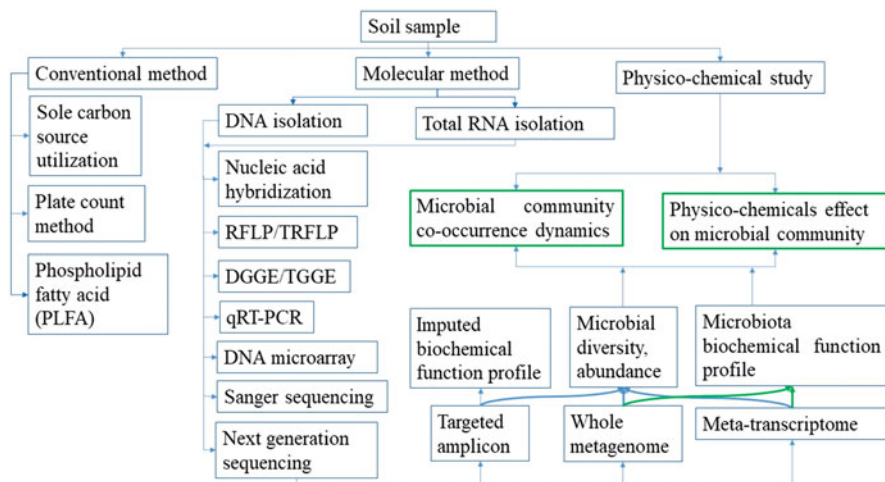 Soil sample
Conventional method
Molecular method
Physico-chemical study
Sole carbon
source
utilization
Plate count
method
Phospholipid
fatty acid
(PLFA)
DNA isolation
Total RNA isolation
Nucleic acid
hybridization
RFLP/TRFLP
DGGE/TGGE
qRT-PCR
DNA microarray
Sanger sequencing
Next generation
sequencing
Microbial community
co-occurrence dynamics
Physico-chemicals effect
on microbial community
Imputed
biochemical
function profile
Microbial
diversity,
abundance
Microbiota
biochemical function
profile
Targeted
amplicon
Whole
metagenome
Meta-transcriptome